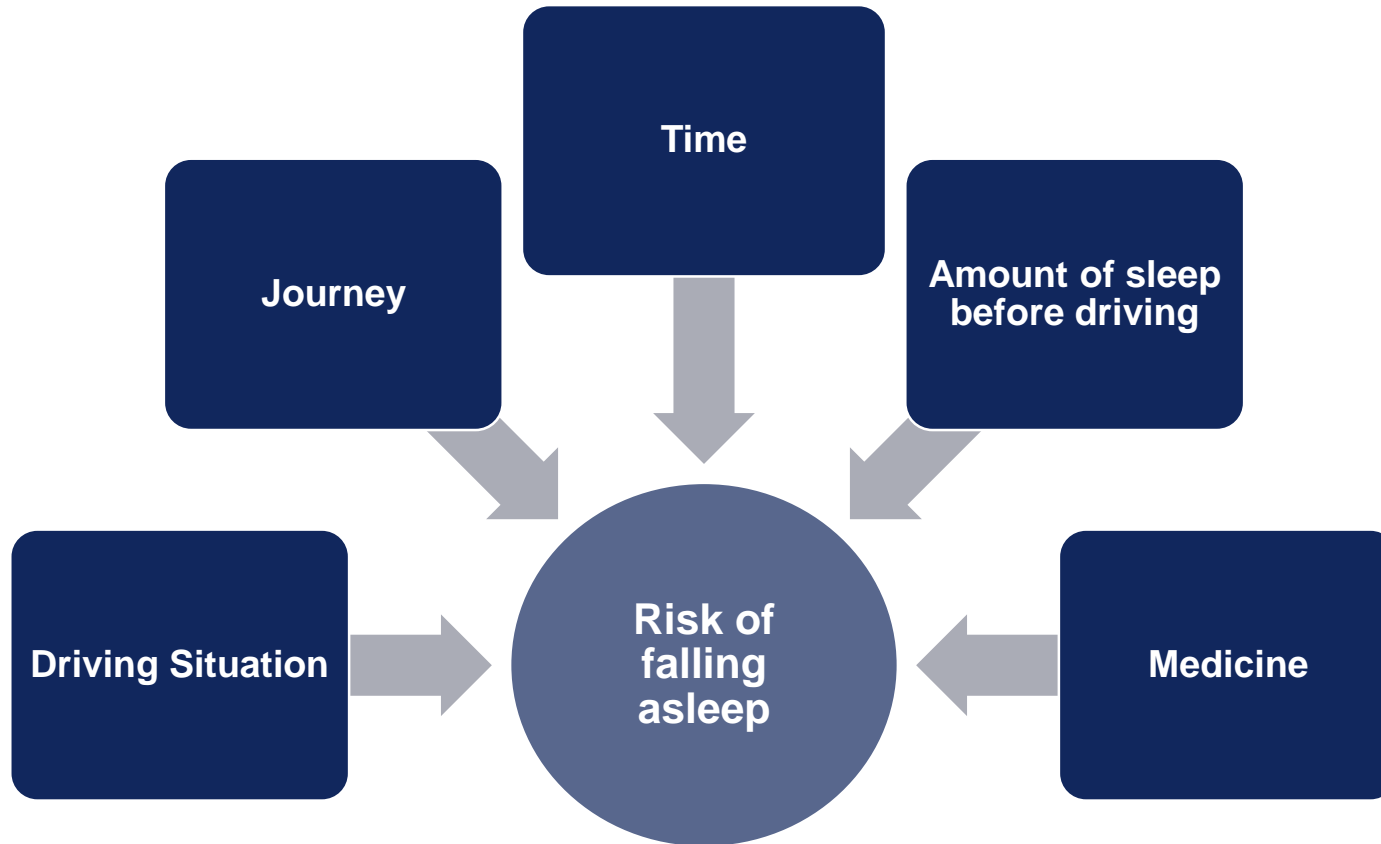 Time
Journey
Amount of sleep
before driving
Driving Situation
Risk of
falling
asleep
Medicine